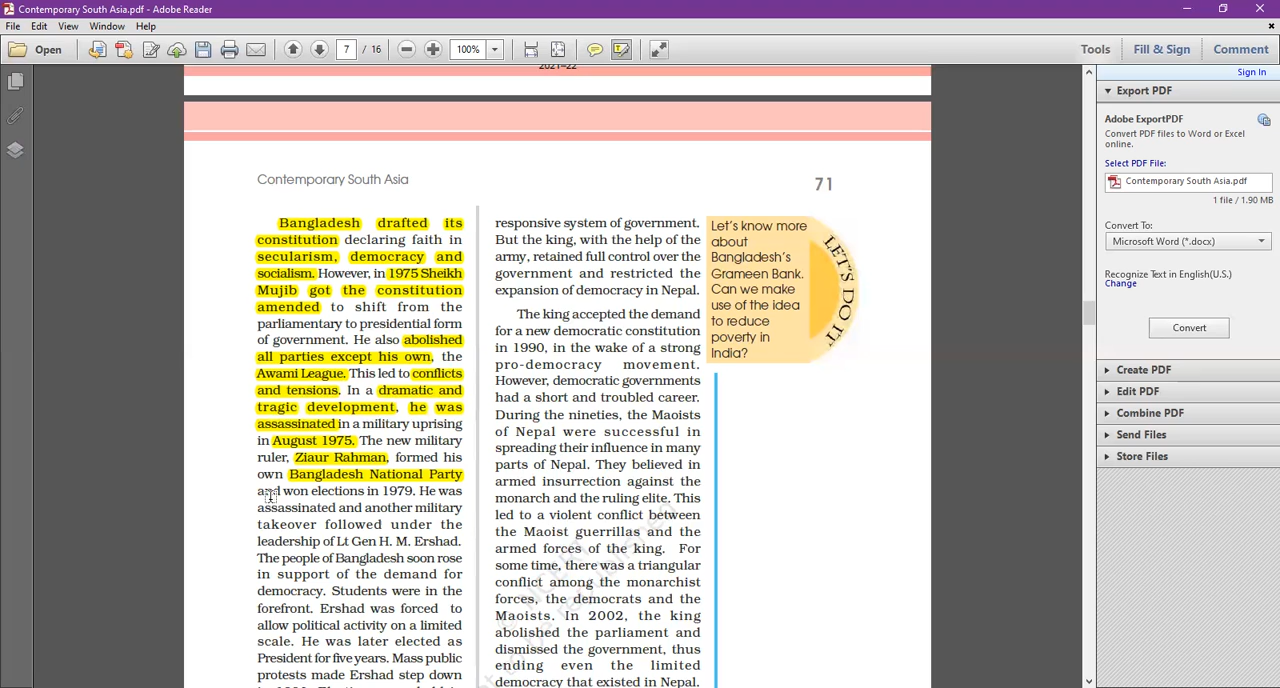 Contemporary South Asia.pdf - Adobe Reader
File Edit View Window Help
Open 7 / 16 100% Tools Fill & Sign Comment
2021–22
Sign In
Export PDF
Adobe ExportPDF
Convert PDF files to Word or Excel
online.
Select PDF File:
Contemporary South Asia.pdf
1 file / 1.90 MB
Convert To:
Microsoft Word (*.docx)
Recognize Text in English(U.S.)
Change
Convert
Create PDF
Edit PDF
Combine PDF
Send Files
Store Files
Contemporary South Asia
71
Bangladesh drafted its
constitution declaring faith in
secularism, democracy and
socialism. However, in 1975 Sheikh
Mujib got the constitution
amended to shift from the
parliamentary to presidential form
of government. He also abolished
all parties except his own, the
Awami League. This led to conflicts
and tensions. In a dramatic and
tragic development, he was
assassinated in a military uprising
in August 1975. The new military
ruler, Ziaur Rahman, formed his
own Bangladesh National Party
and won elections in 1979. He was
assassinated and another military
takeover followed under the
leadership of Lt Gen H. M. Ershad.
The people of Bangladesh soon rose
in support of the demand for
democracy. Students were in the
forefront. Ershad was forced to
allow political activity on a limited
scale. He was later elected as
President for five years. Mass public
protests made Ershad step down
responsive system of government.
But the king, with the help of the
army, retained full control over the
government and restricted the
expansion of democracy in Nepal.
The king accepted the demand
for a new democratic constitution
in 1990, in the wake of a strong
pro-democracy movement.
However, democratic governments
had a short and troubled career.
During the nineties, the Maoists
of Nepal were successful in
spreading their influence in many
parts of Nepal. They believed in
armed insurrection against the
monarch and the ruling elite. This
led to a violent conflict between
the Maoist guerrillas and the
armed forces of the king. For
some time, there was a triangular
conflict among the monarchist
forces, the democrats and the
Maoists. In 2002, the king
abolished the parliament and
dismissed the government, thus
ending even the limited
democracy that existed in Nepal.
Let's know more
about
Bangladesh's
Grameen Bank.
Can we make
use of the idea
to reduce
poverty in
India?
LET'S DO IT